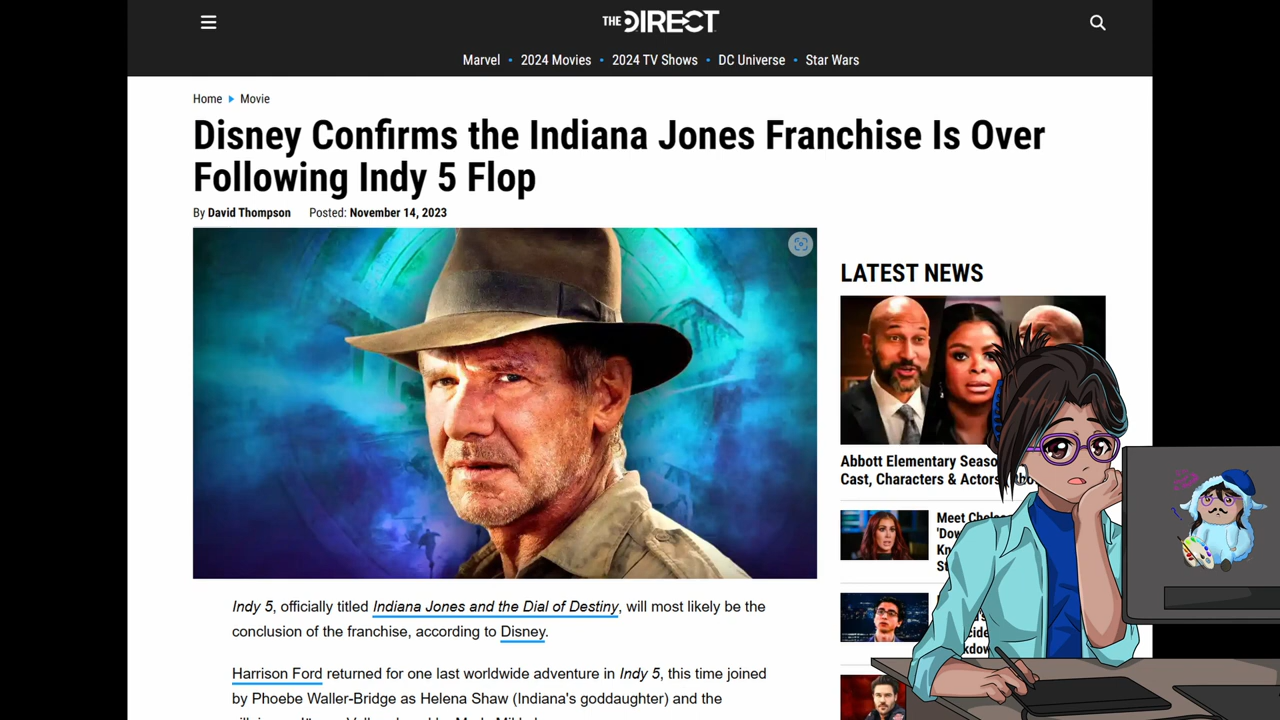 THE DIRECT
Marvel • 2024 Movies • 2024 TV Shows • DC Universe • Star Wars
Home ▸ Movie
Disney Confirms the Indiana Jones Franchise Is Over
Following Indy 5 Flop
By David Thompson Posted: November 14, 2023
LATEST NEWS
Abbott Elementary
Cast, Characters & Actors
Meet
Indy 5, officially titled Indiana Jones and the Dial of Destiny, will most likely be the
conclusion of the franchise, according to Disney.
Harrison Ford returned for one last worldwide adventure in Indy 5, this time joined
by Phoebe Waller-Bridge as Helena Shaw (Indiana's goddaughter) and the